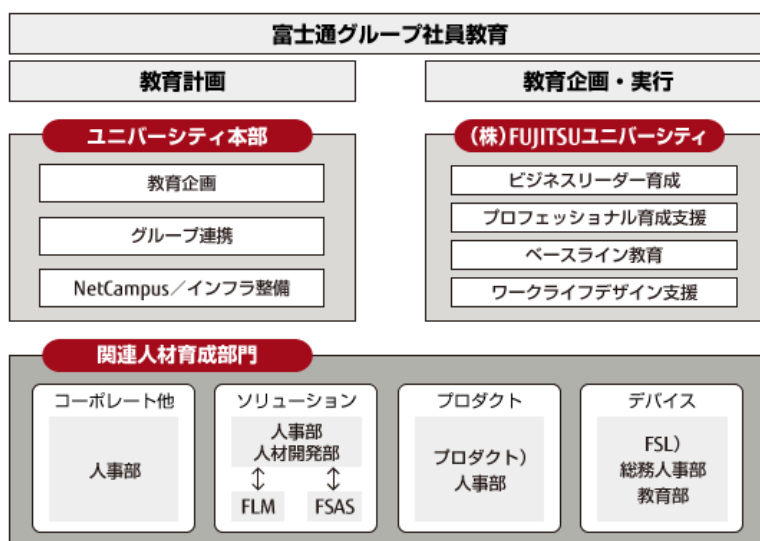 富士通グループ社員教育
教育計画
教育企画・実行
ユニバーシティ本部
教育企画
グループ連携
NetCampus／インフラ整備
(株)FUJITSUユニバーシティ
ビジネスリーダー育成
プロフェッショナル育成支援
ベースライン教育
ワークライフデザイン支援
関連人材育成部門
コーポレート他
人事部
ソリューション
人事部
人材開発部
↕ ↕
FLM FSAS
プロダクト
プロダクト）
人事部
デバイス
FSL）
総務人事部
教育部